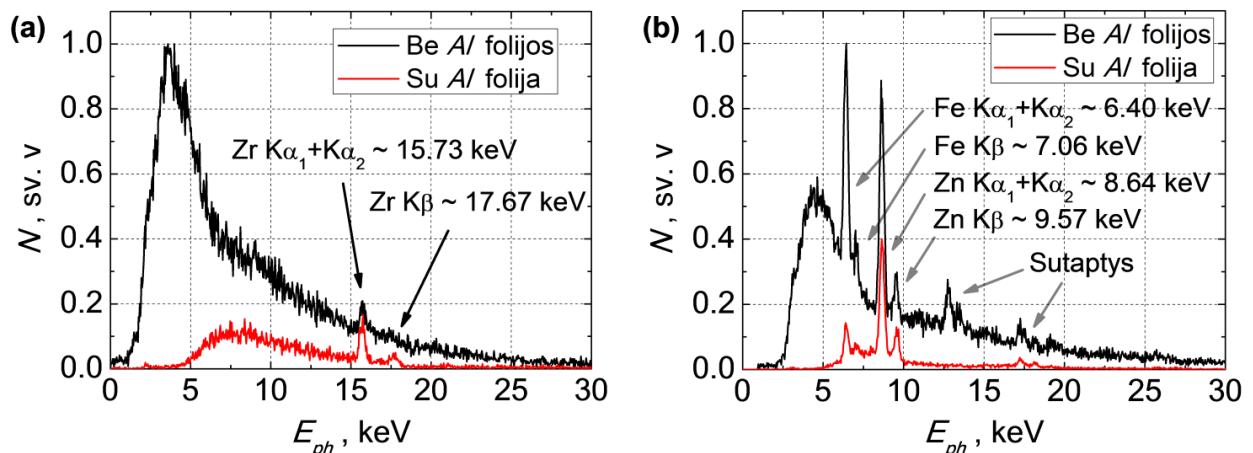 (a)
Be Al folijos
Su Al folija
Zr Kα₁+Kα₂ ~ 15.73 keV
Zr Kβ ~ 17.67 keV
N, sv. v
1.0
0.8
0.6
0.4
0.2
0.0
0 5 10 15 20 25 30
E_ph , keV
(b)
Be Al folijos
Su Al folija
Fe Kα₁+Kα₂ ~ 6.40 keV
Fe Kβ ~ 7.06 keV
Zn Kα₁+Kα₂ ~ 8.64 keV
Zn Kβ ~ 9.57 keV
Sutaptys
N, sv. v
1.0
0.8
0.6
0.4
0.2
0.0
0 5 10 15 20 25 30
E_ph , keV